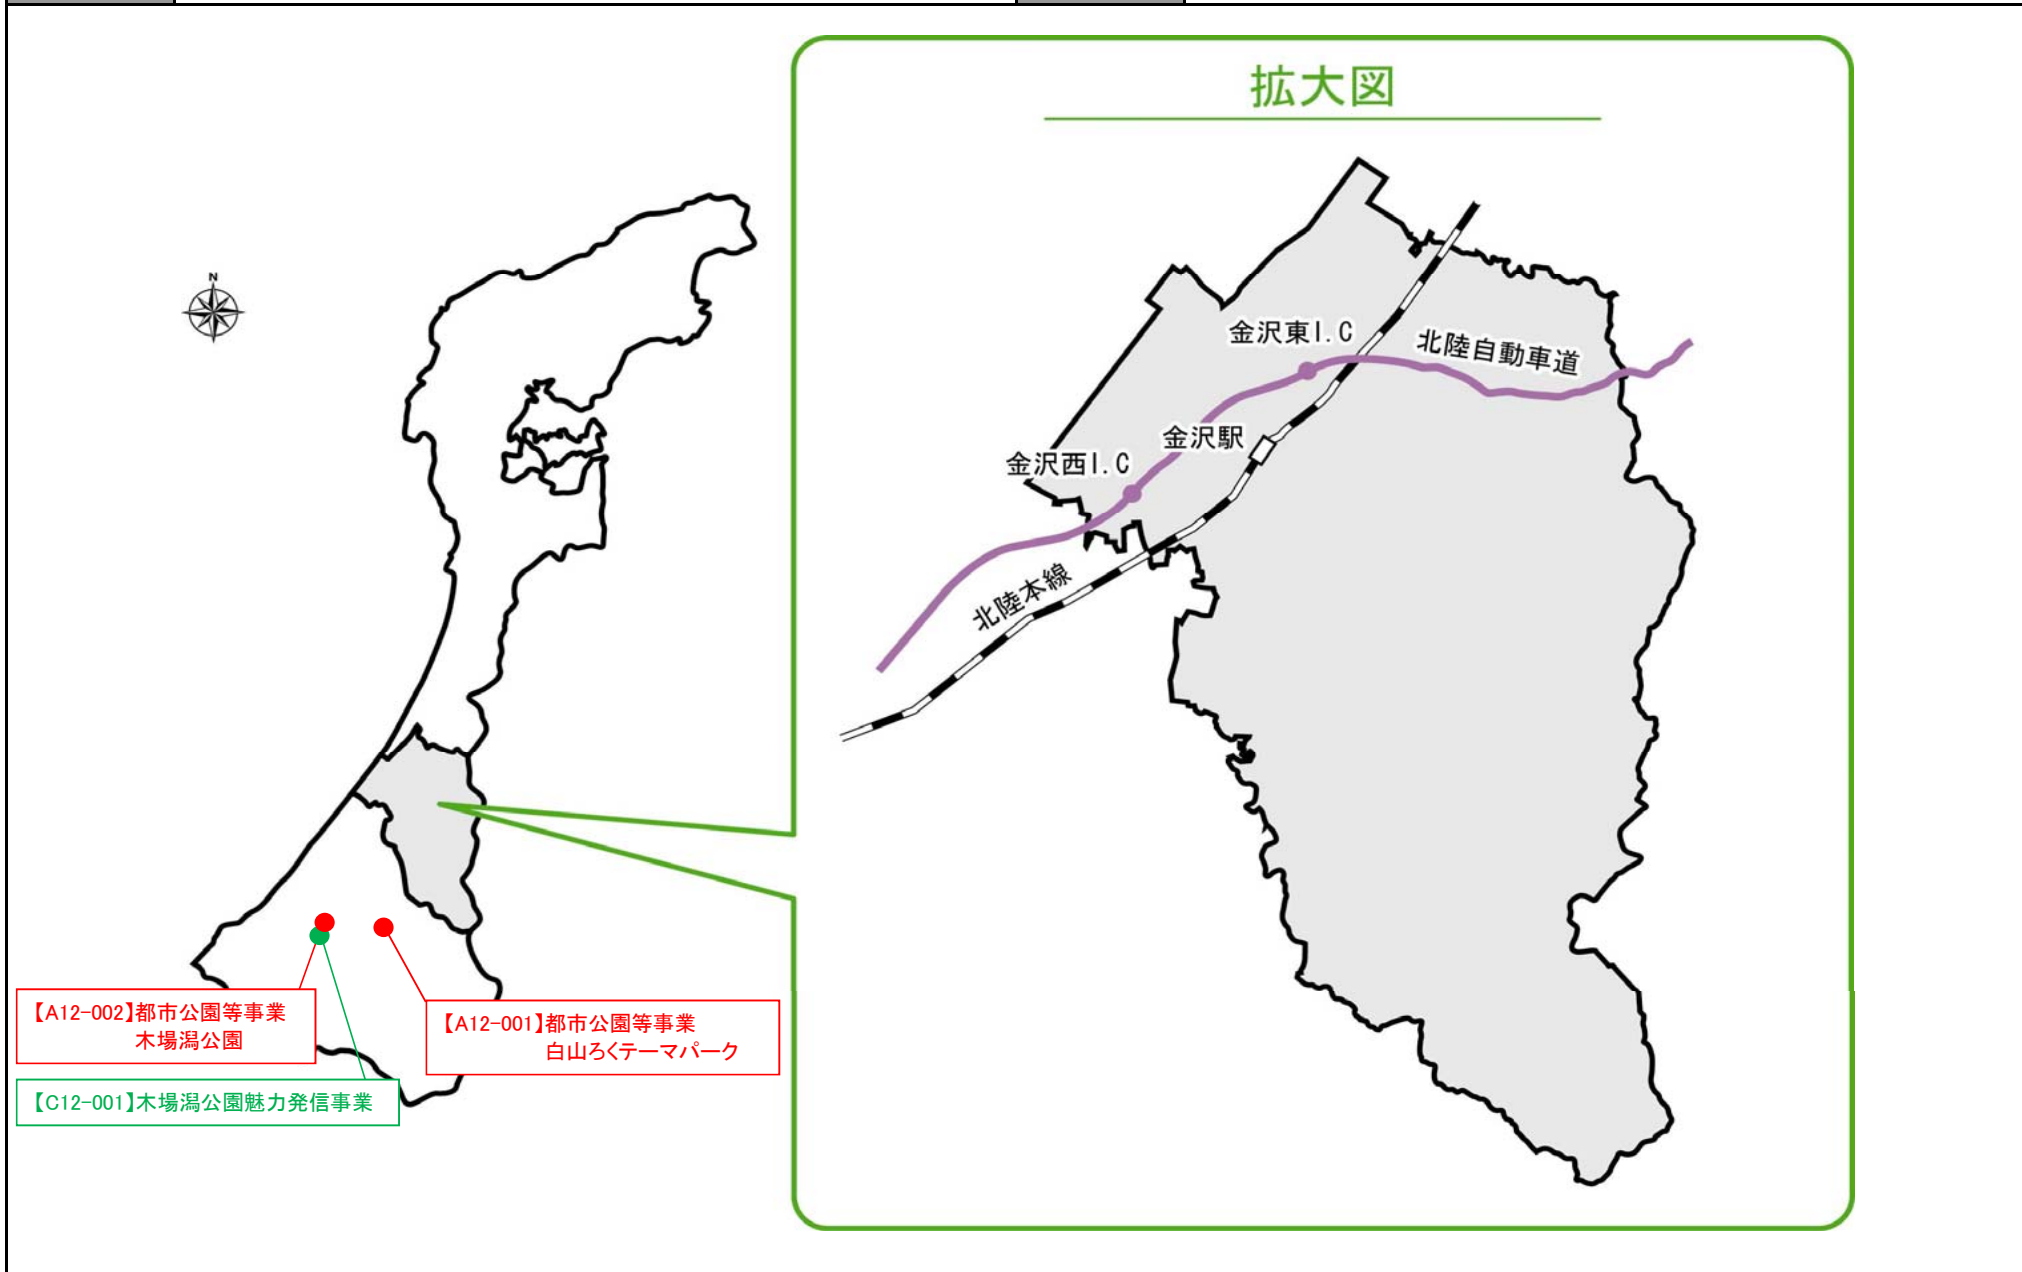 拡大図
N
金沢東I.C
北陸自動車道
金沢駅
金沢西I.C
北陸本線
【A12-002】都市公園等事業
木場潟公園
【A12-001】都市公園等事業
白山ろくテーマパーク
【C12-001】木場潟公園魅力発信事業